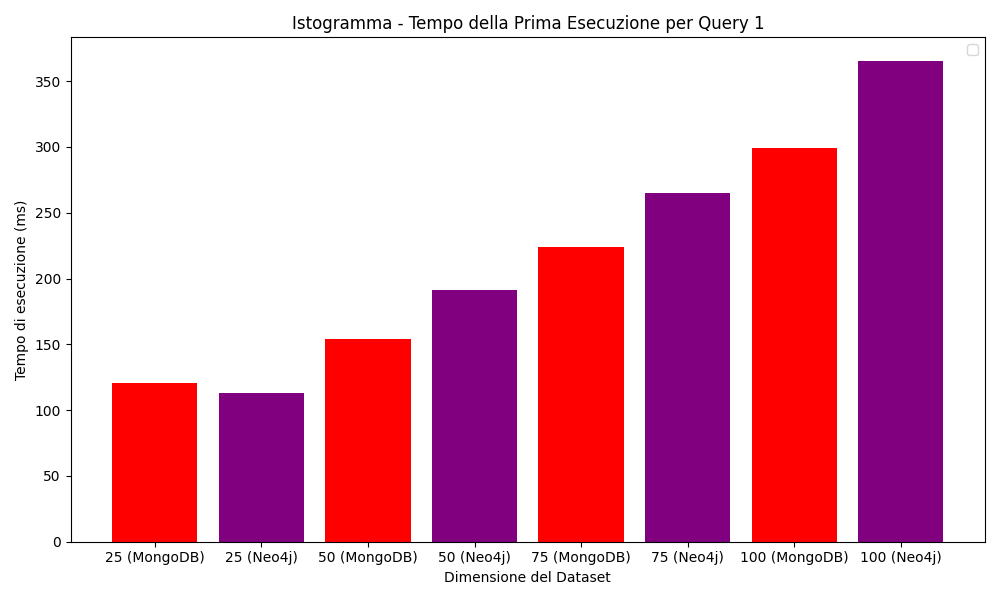 Istogramma - Tempo della Prima Esecuzione per Query 1
Tempo di esecuzione (ms)
350
300
250
200
150
100
50
0
25 (MongoDB) 25 (Neo4j) 50 (MongoDB) 50 (Neo4j) 75 (MongoDB) 75 (Neo4j) 100 (MongoDB) 100 (Neo4j)
Dimensione del Dataset